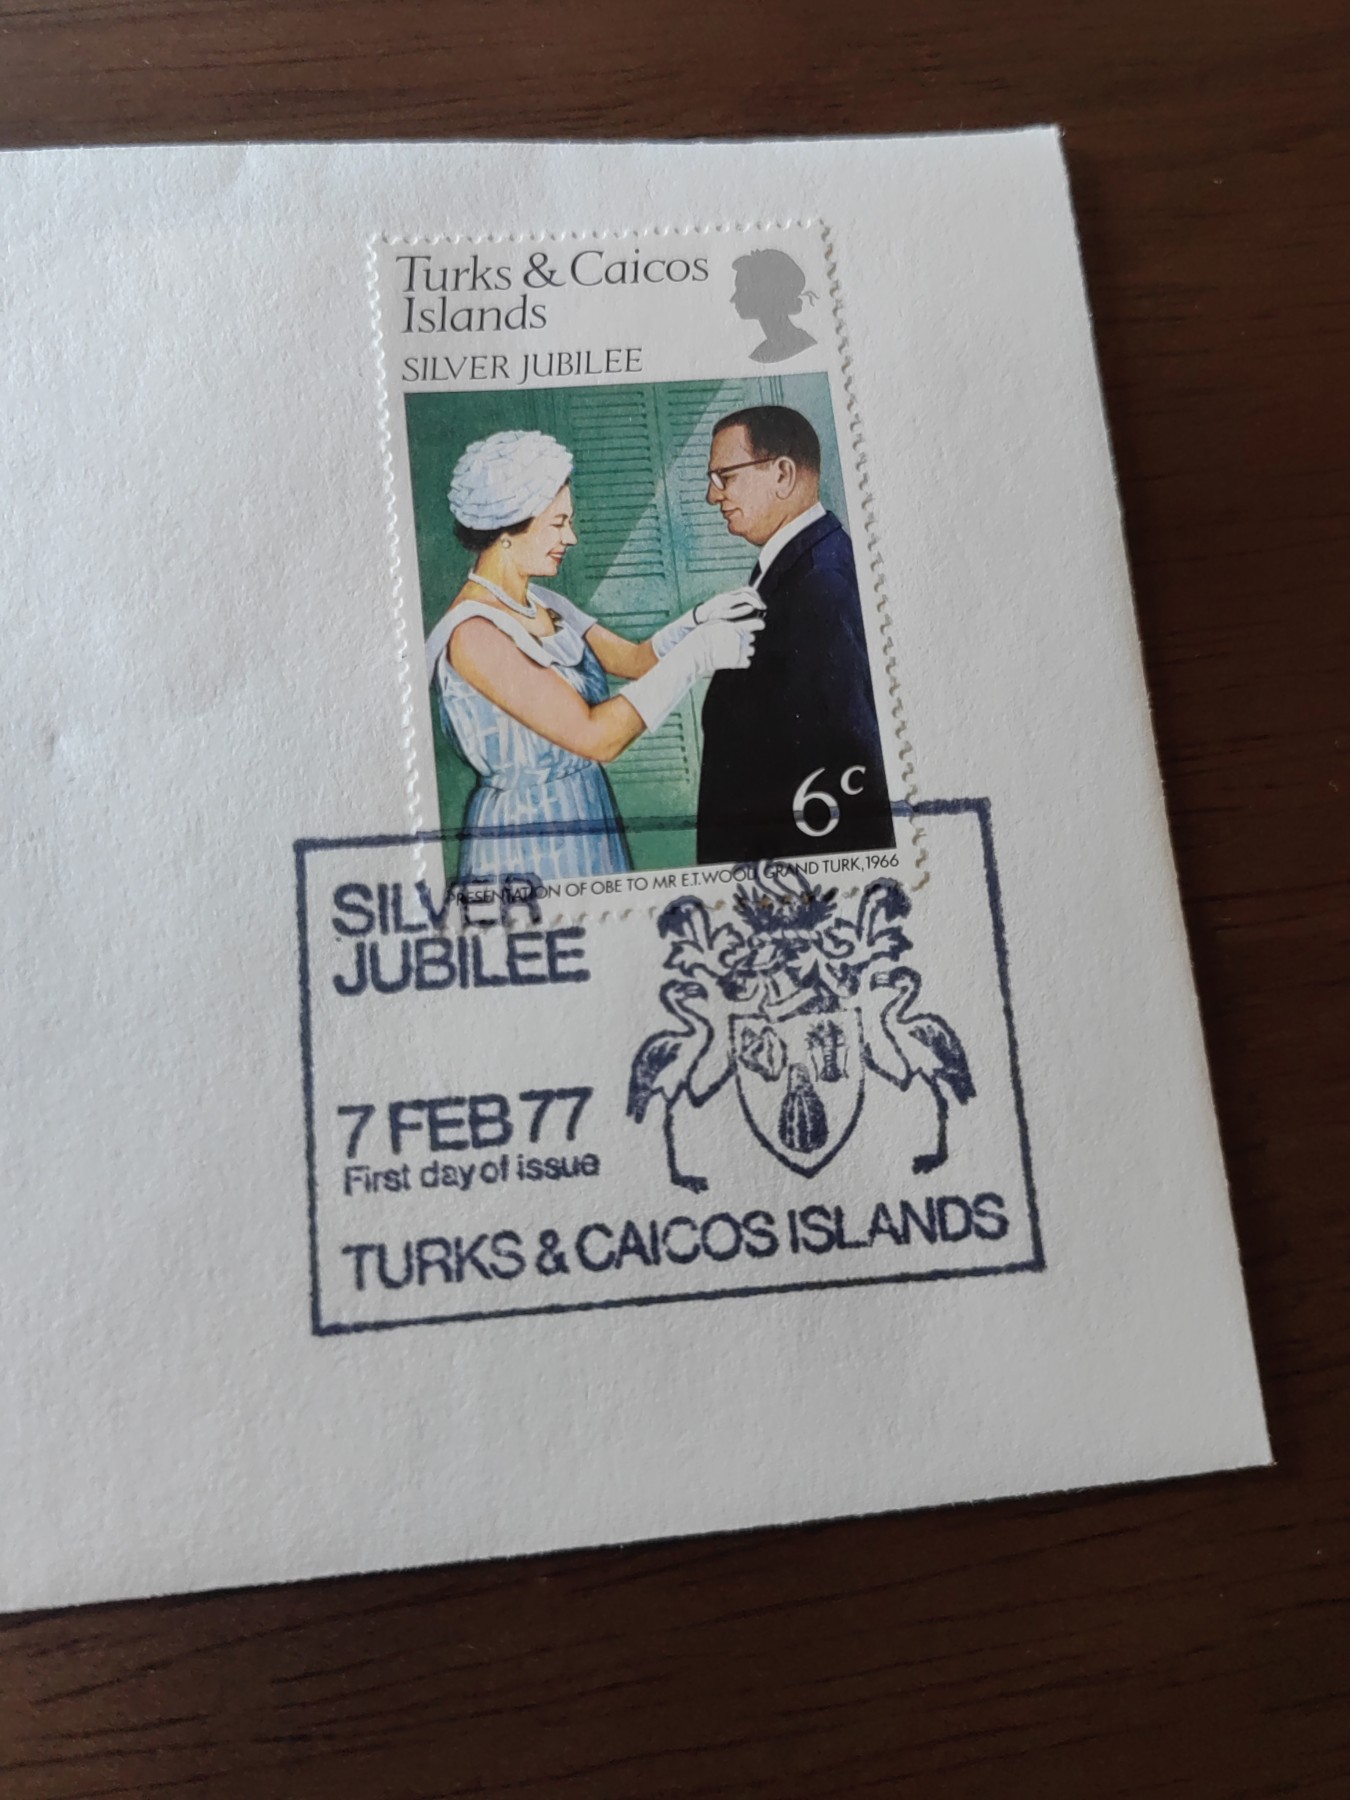 Turks & Caicos
Islands
SILVER JUBILEE
6c
PRESENTATION OF OBE TO MR E.T. WOOD, GRAND TURK, 1966
SILVER
JUBILEE
7 FEB 77
First day of issue
TURKS & CAICOS ISLANDS